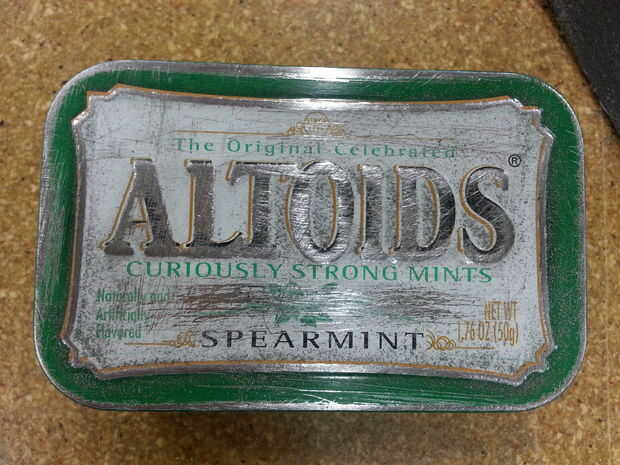 The Original Celebrated
ALTOIDS®
CURIOUSLY STRONG MINTS
Naturally and
Artificially
Flavored
SPEARMINT
NET WT
1.76 OZ (50g)